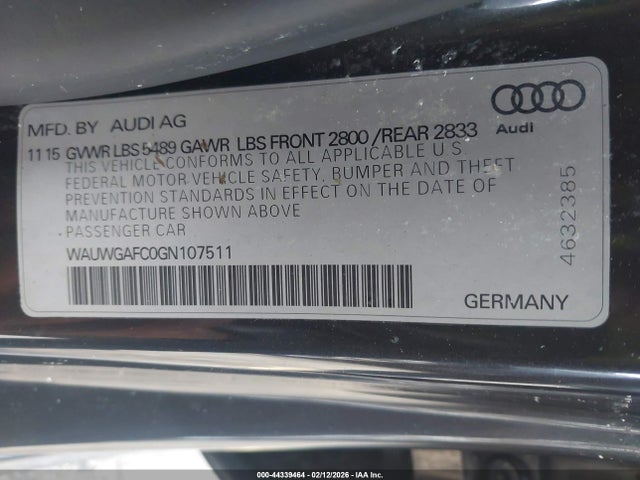 MFD. BY AUDI AG
Audi
11 15 GVWR LBS 5489 GAWR LBS FRONT 2800 /REAR 2833
THIS VEHICLE CONFORMS TO ALL APPLICABLE U S
FEDERAL MOTOR VEHICLE SAFETY, BUMPER AND THEFT
PREVENTION STANDARDS IN EFFECT ON THE DATE OF
MANUFACTURE SHOWN ABOVE
PASSENGER CAR
WAUWGAFC0GN107511
4632385
GERMANY
000-44339464 - 02/12/2026 - IAA Inc.